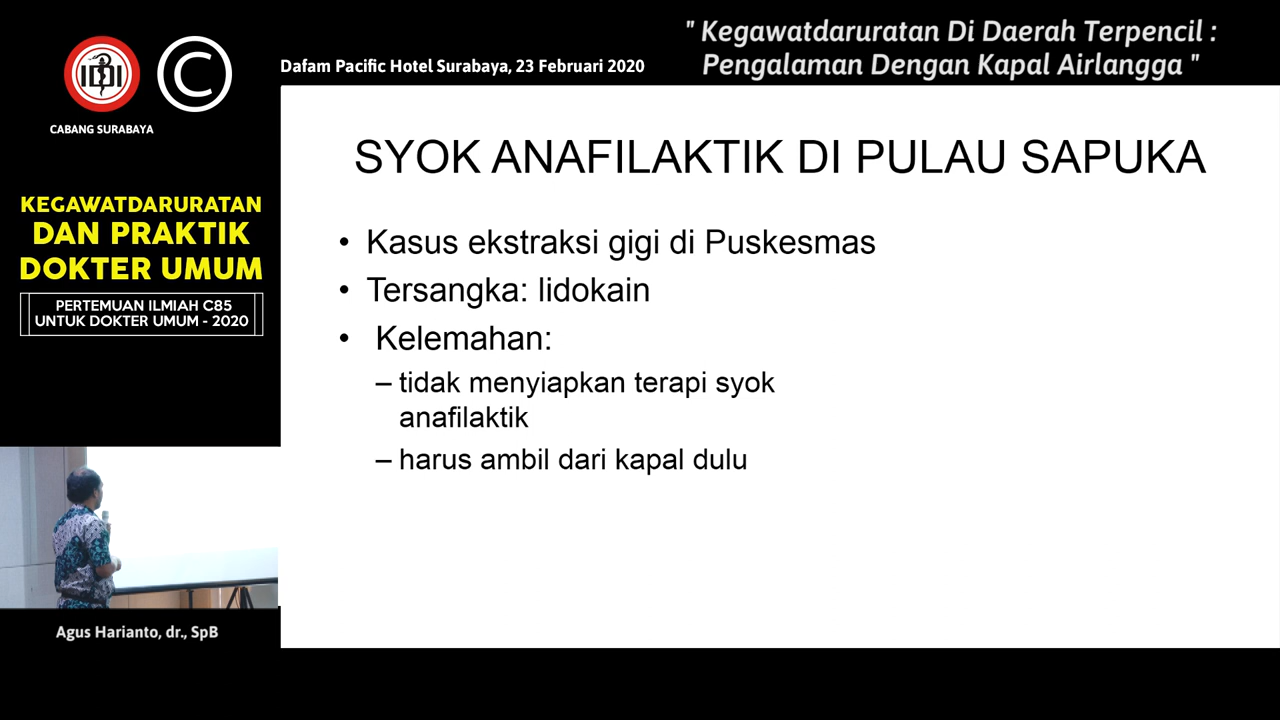 " Kegawatdaruratan Di Daerah Terpencil :
Pengalaman Dengan Kapal Airlangga "
Dafam Pacific Hotel Surabaya, 23 Februari 2020
IDI
C
CABANG SURABAYA
KEGAWATDARURATAN
DAN PRAKTIK
DOKTER UMUM
PERTEMUAN ILMIAH C85
UNTUK DOKTER UMUM - 2020
SYOK ANAFILAKTIK DI PULAU SAPUKA
• Kasus ekstraksi gigi di Puskesmas
• Tersangka: lidokain
• Kelemahan:
– tidak menyiapkan terapi syok
anafilaktik
– harus ambil dari kapal dulu
Agus Harianto, dr., SpB